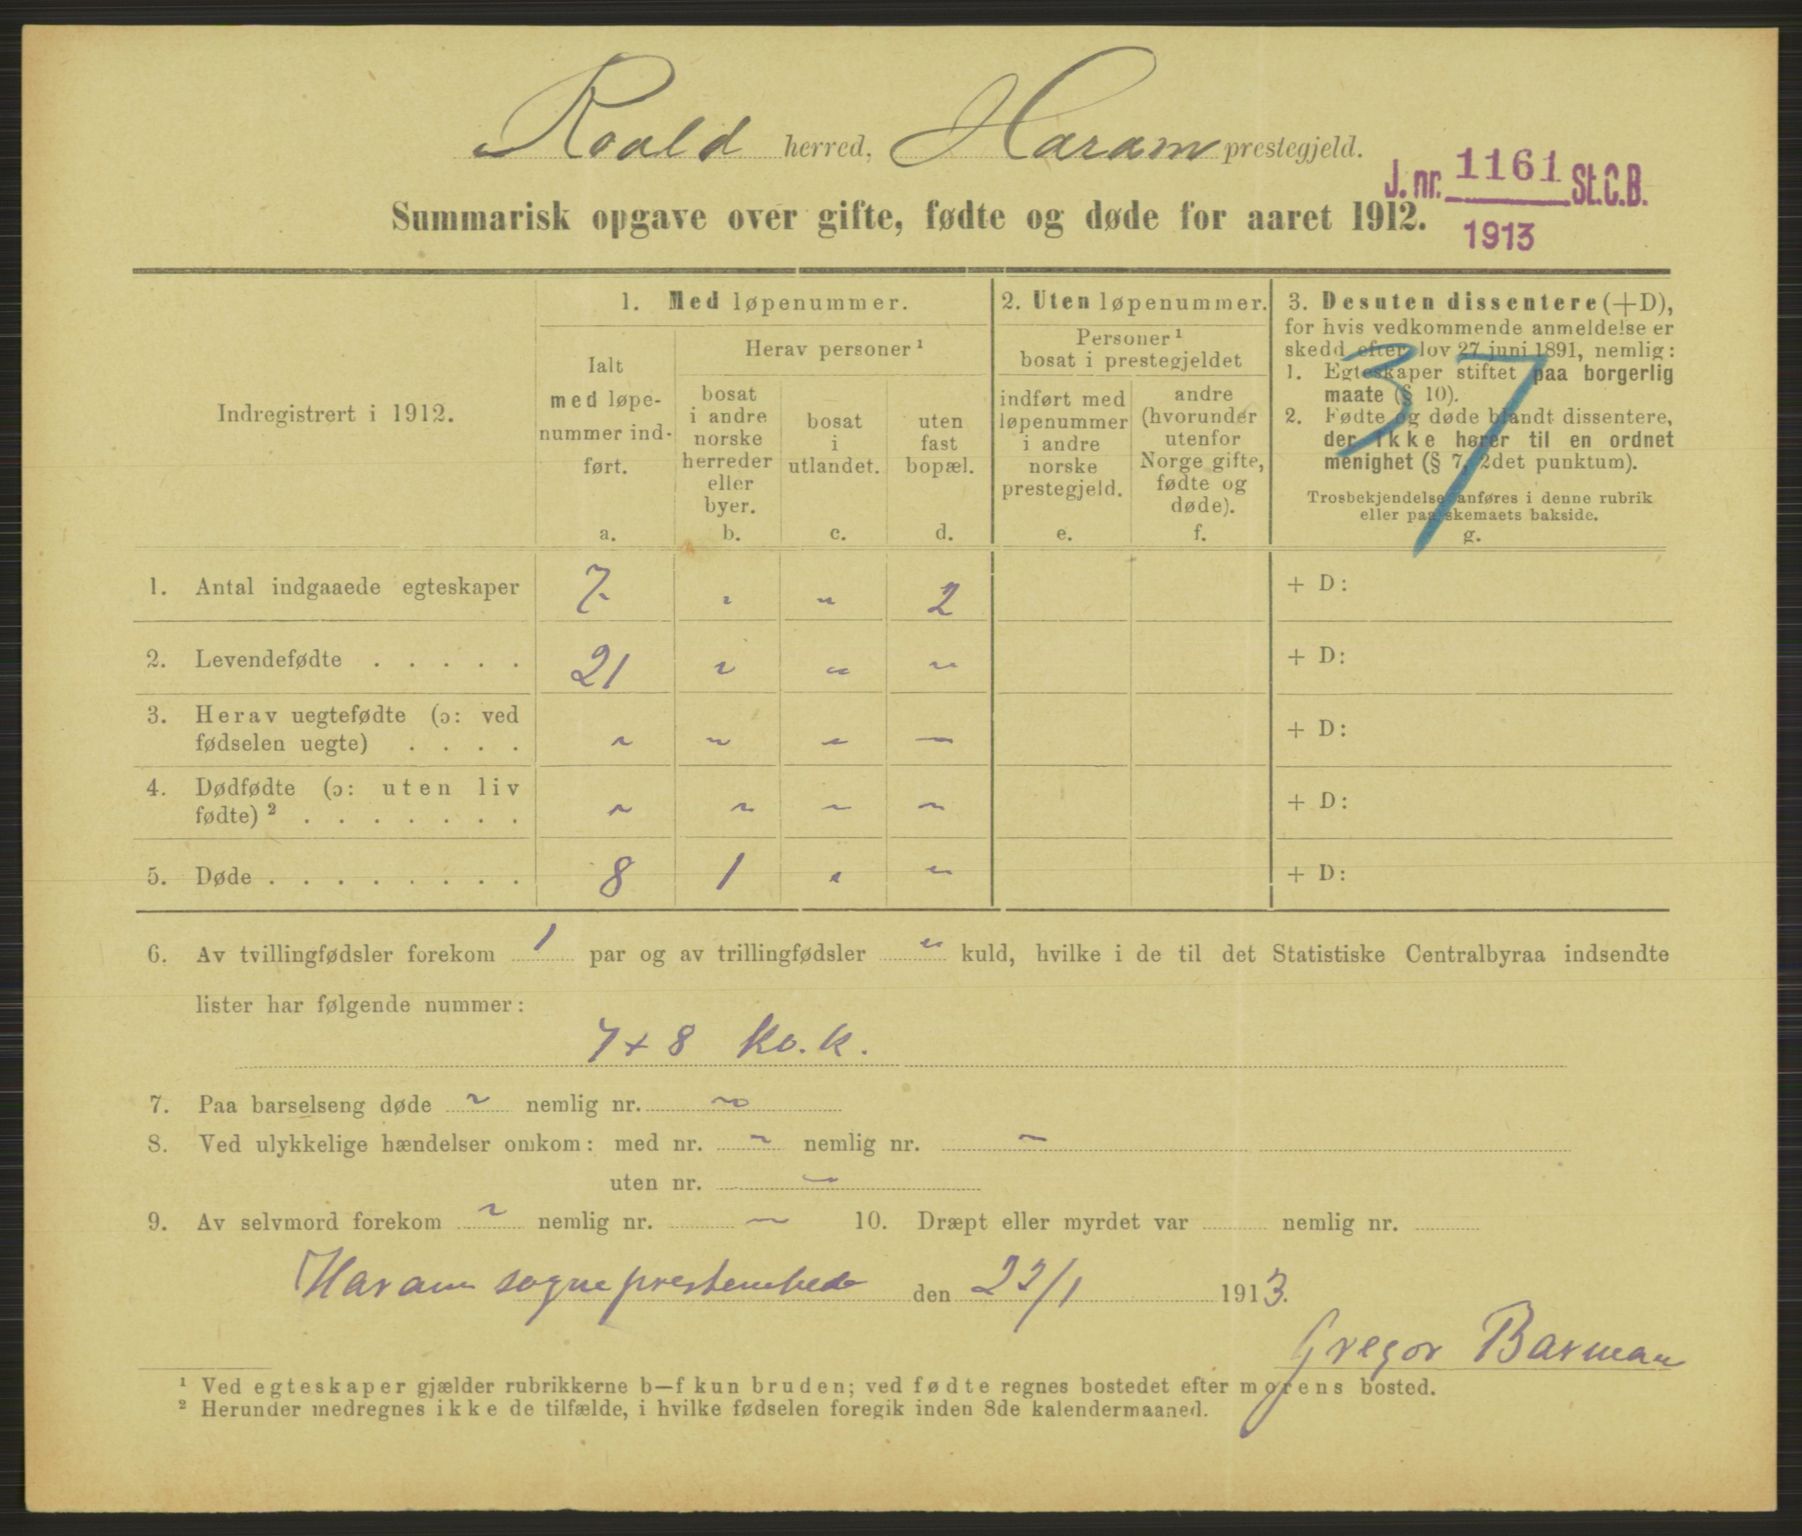 Roald herred, Haram prestegjeld.
J. nr. 1161 St.C.B.
1913
Summarisk opgave over gifte, fødte og døde for aaret 1912.
37
Indregistrert i 1912.
1. Med løpenummer.
Ialt
med løpe-
nummer ind-
ført.
a.
Herav personer ¹
bosat
i andre
norske
herreder
eller
byer.
b.
bosat
i
utlandet.
c.
uten
fast
bopæl.
d.
2. Uten løpenummer.
Personer ¹
bosat i prestegjeldet
indført med
løpenummer
i andre
norske
prestegjeld.
e.
andre
(hvorunder
utenfor
Norge gifte,
fødte og
døde).
f.
3. Desuten dissentere (+D),
for hvis vedkommende anmeldelse er
skedd efter lov 27 juni 1891, nemlig:
1. Egteskaper stiftet paa borgerlig
maate (§ 10).
2. Fødte og døde blandt dissentere,
der ikke hører til en ordnet
menighet (§ 7, 2det punktum).
Trosbekjendelse anføres i denne rubrik
eller paa skemaets bakside.
g.
1. Antal indgaaede egteskaper 7 " " 2 + D:
2. Levendefødte . . . . . 21 " " " + D:
3. Herav uegtefødte (ɔ: ved
fødselen uegte) . . . . " " " " + D:
4. Dødfødte (ɔ: uten liv
fødte) ² . . . . . . . " " " " + D:
5. Døde . . . . . . . . 8 1 " " + D:
6. Av tvillingfødsler forekom 1 par og av trillingfødsler " kuld, hvilke i de til det Statistiske Centralbyraa indsendte
lister har følgende nummer:
7 + 8 kv. k.
7. Paa barselseng døde " nemlig nr. "
8. Ved ulykkelige hændelser omkom: med nr. " nemlig nr. "
uten nr. "
9. Av selvmord forekom " nemlig nr. " 10. Dræpt eller myrdet var nemlig nr.
Haram sogneprestembede den 22/1 1913.
Gregor Barman
¹ Ved egteskaper gjælder rubrikkerne b—f kun bruden; ved fødte regnes bostedet efter morens bosted.
² Herunder medregnes ikke de tilfælde, i hvilke fødselen foregik inden 8de kalendermaaned.